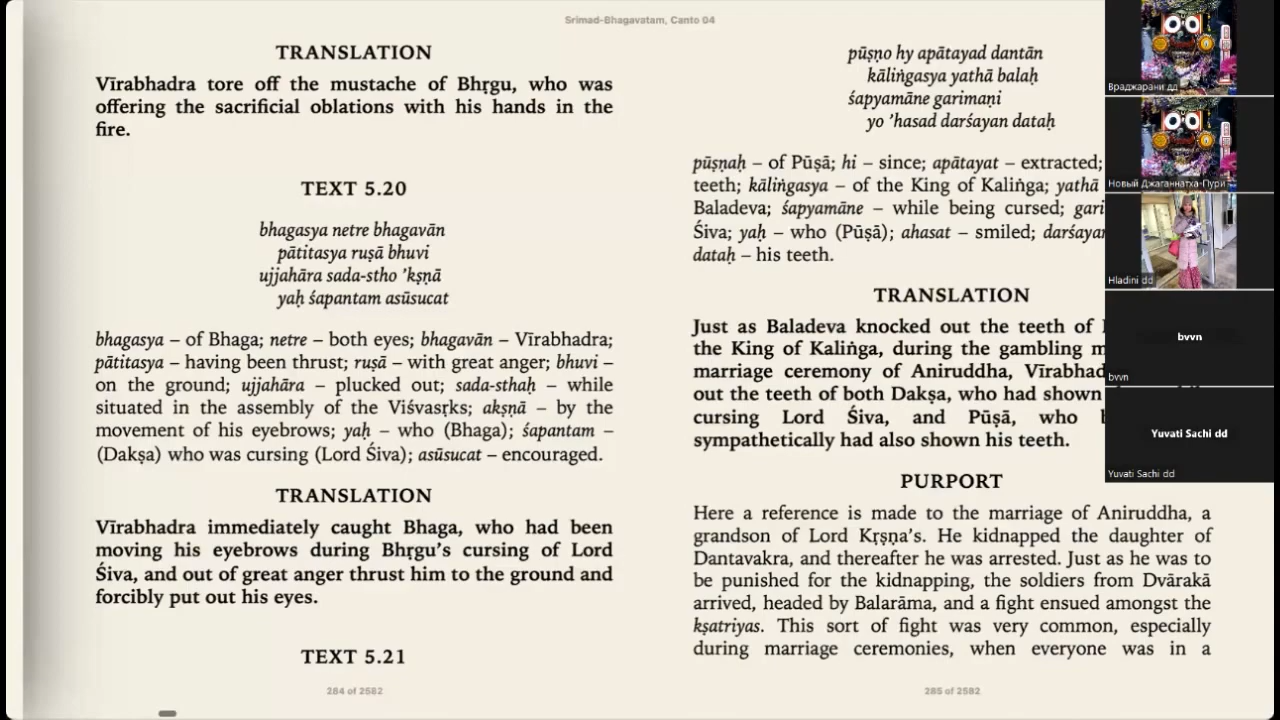 Srimad-Bhagavatam, Canto 04
TRANSLATION
Vīrabhadra tore off the mustache of Bhṛgu, who was
offering the sacrificial oblations with his hands in the
fire.
TEXT 5.20
bhagasya netre bhagavān
pātitasya ruṣā bhuvi
ujjahāra sada-stho ’kṣṇā
yaḥ śapantam asūsucat
bhagasya – of Bhaga; netre – both eyes; bhagavān – Vīrabhadra;
pātitasya – having been thrust; ruṣā – with great anger; bhuvi –
on the ground; ujjahāra – plucked out; sada-sthaḥ – while
situated in the assembly of the Viśvasṛks; akṣṇā – by the
movement of his eyebrows; yaḥ – who (Bhaga); śapantam –
(Dakṣa) who was cursing (Lord Śiva); asūsucat – encouraged.
TRANSLATION
Vīrabhadra immediately caught Bhaga, who had been
moving his eyebrows during Bhṛgu’s cursing of Lord
Śiva, and out of great anger thrust him to the ground and
forcibly put out his eyes.
TEXT 5.21
284 of 2582
pūṣṇo hy apātayad dantān
kāliṅgasya yathā balaḥ
śapyamāne garimaṇi
yo ’hasad darśayan dataḥ
pūṣṇaḥ – of Pūṣā; hi – since; apātayat – extracted;
teeth; kāliṅgasya – of the King of Kaliṅga; yathā
Baladeva; śapyamāne – while being cursed;
Śiva; yaḥ – who (Pūṣā); ahasat – smiled;
dataḥ – his teeth.
TRANSLATION
Just as Baladeva knocked out the teeth of
the King of Kaliṅga, during the gambling
marriage ceremony of Aniruddha,
out the teeth of both Dakṣa, who had shown
cursing Lord Śiva, and Pūṣā, who
sympathetically had also shown his teeth.
PURPORT
Here a reference is made to the marriage of Aniruddha, a
grandson of Lord Kṛṣṇa’s. He kidnapped the daughter of
Dantavakra, and thereafter he was arrested. Just as he was to
be punished for the kidnapping, the soldiers from Dvārakā
arrived, headed by Balarāma, and a fight ensued amongst the
kṣatriyas. This sort of fight was very common, especially
during marriage ceremonies, when everyone was in a
285 of 2582
Враджарани дд
Новый Джаганнатха-Пури
Hladini dd
bvvn
bvvn
Yuvati Sachi dd
Yuvati Sachi dd